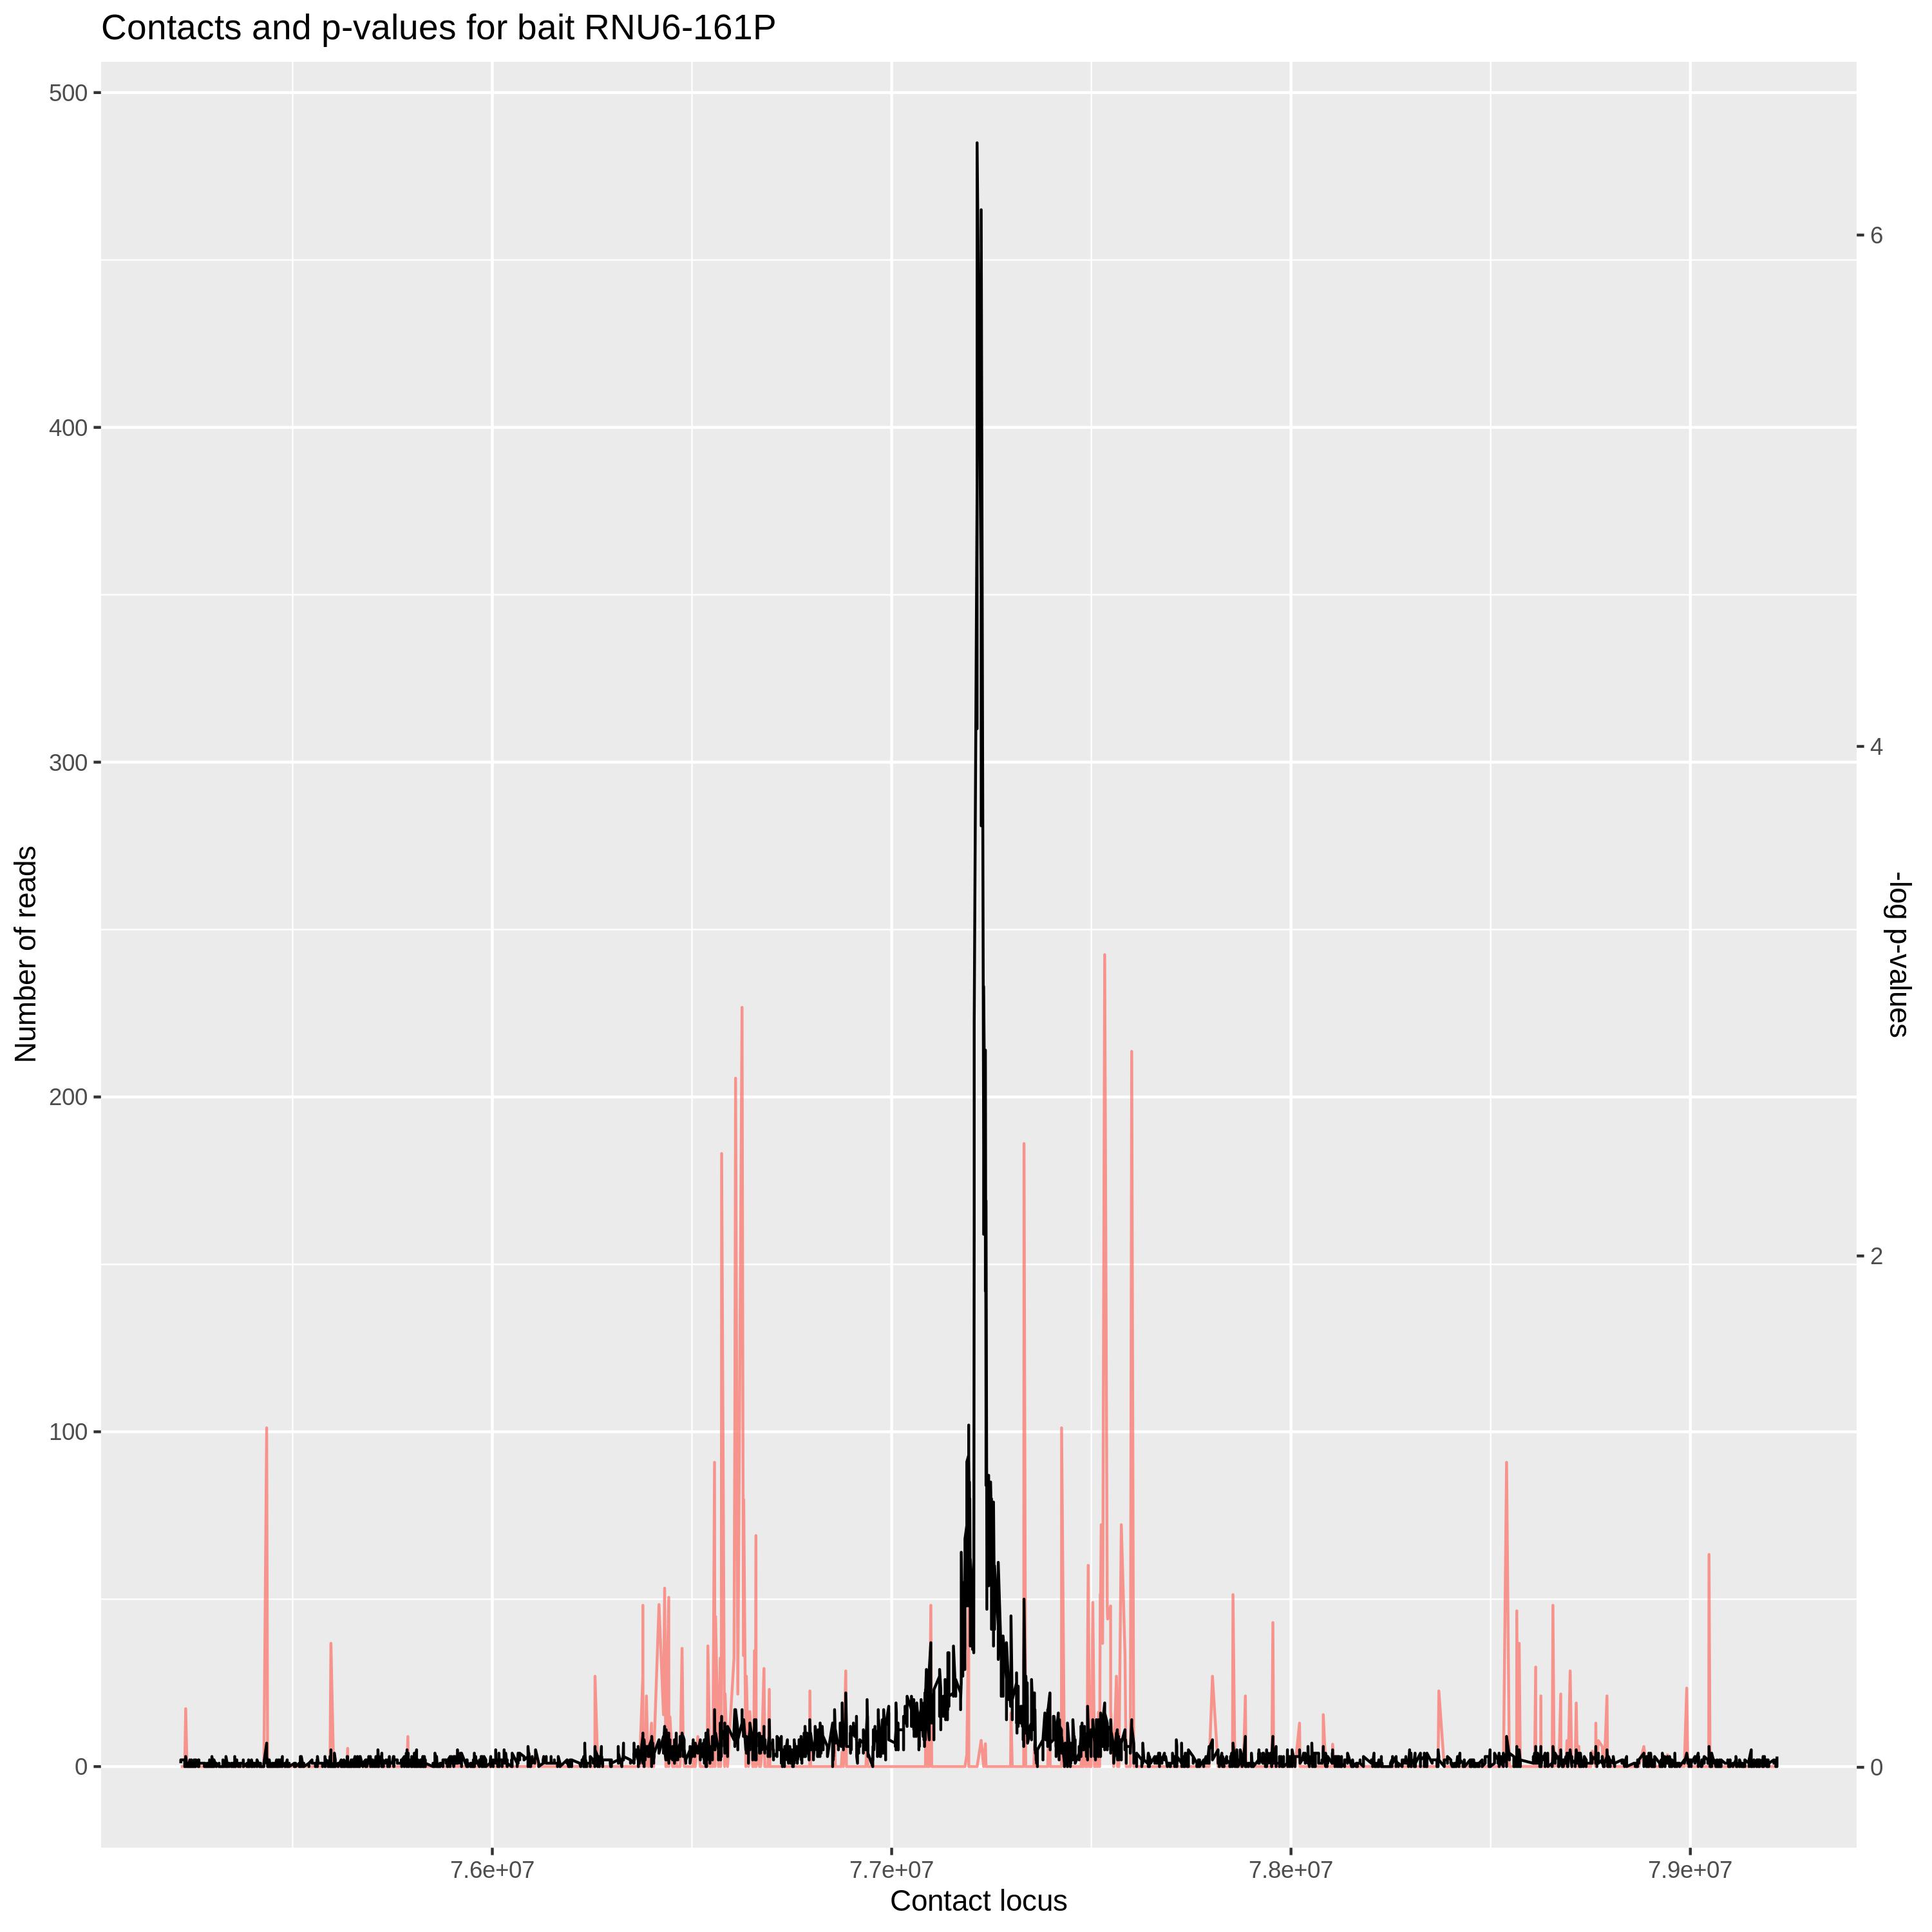 Contacts and p-values for bait RNU6-161P
500
400
300
200
100
0
6
4
2
0
Number of reads
-log p-values
7.6e+07
7.7e+07
7.8e+07
7.9e+07
Contact locus